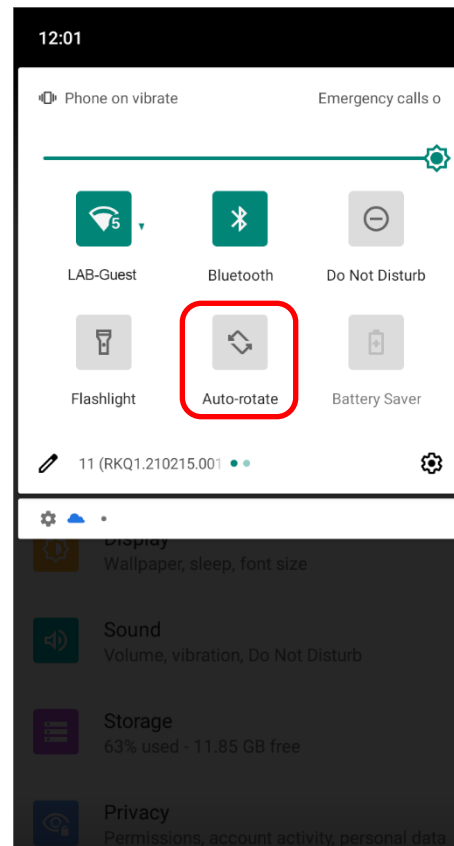 12:01
Phone on vibrate Emergency calls o
5
LAB-Guest Bluetooth Do Not Disturb
Flashlight Auto-rotate Battery Saver
11 (RKQ1.210215.001
Display
Wallpaper, sleep, font size
Sound
Volume, vibration, Do Not Disturb
Storage
63% used - 11.85 GB free
Privacy
Permissions, account activity, personal data